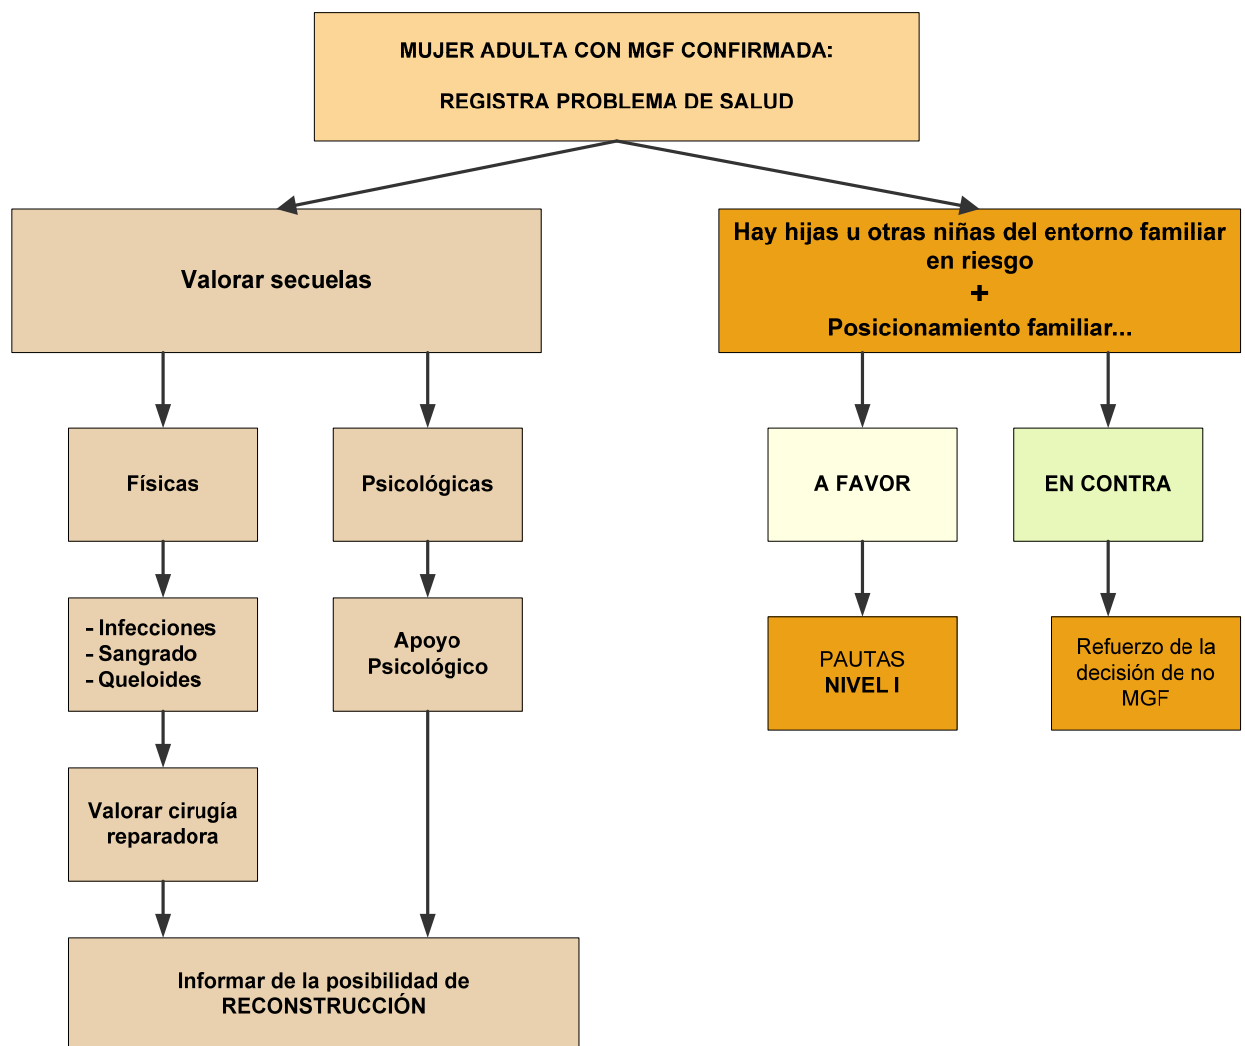 MUJER ADULTA CON MGF CONFIRMADA:
REGISTRA PROBLEMA DE SALUD
Valorar secuelas
Hay hijas u otras niñas del entorno familiar
en riesgo
+
Posicionamiento familiar...
Físicas
Psicológicas
A FAVOR
EN CONTRA
- Infecciones
- Sangrado
- Queloides
Apoyo
Psicológico
PAUTAS
NIVEL I
Refuerzo de la
decisión de no
MGF
Valorar cirugía
reparadora
Informar de la posibilidad de
RECONSTRUCCIÓN